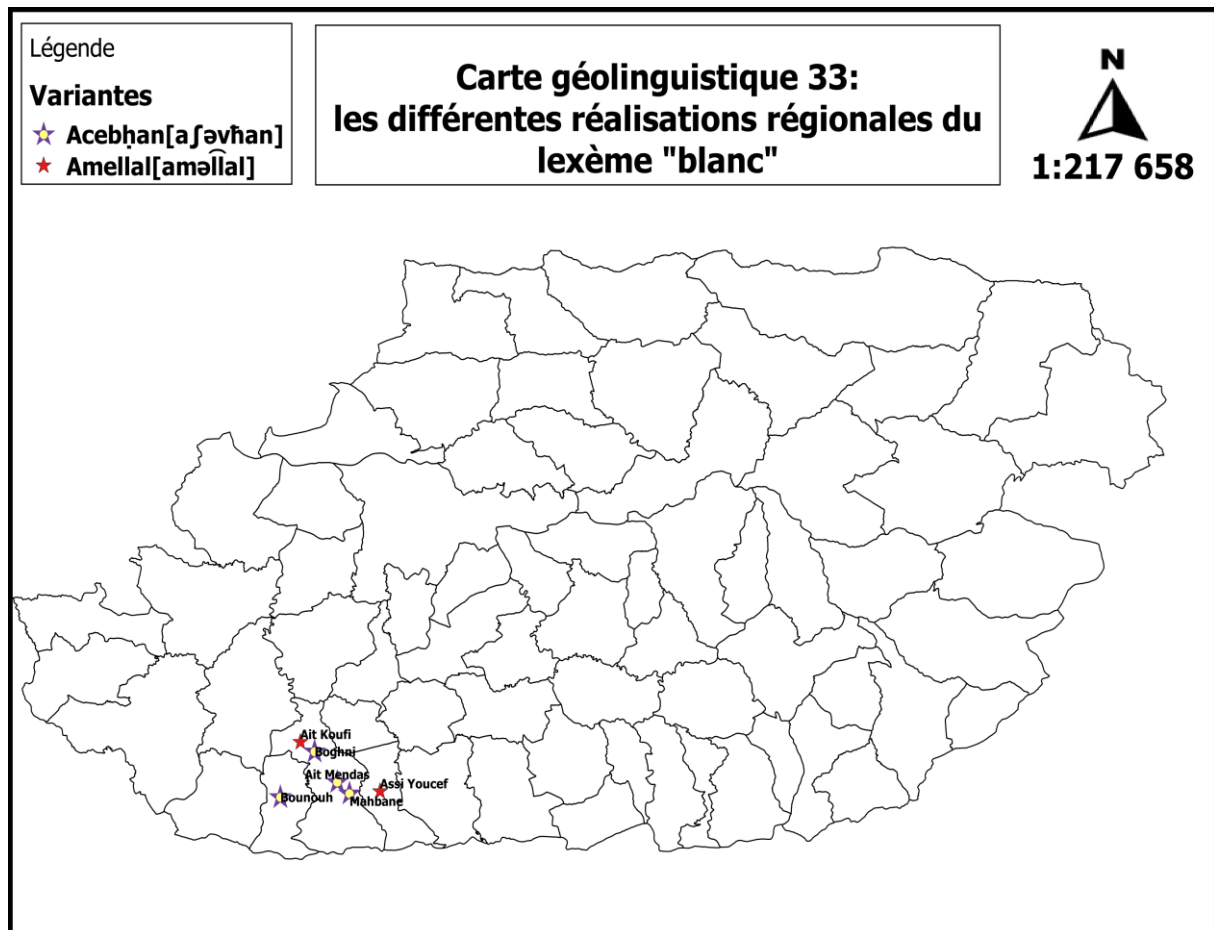 Légende
Variantes
Acebḥan[aʃəvħan]
Amellal[aməl͡lal]
Carte géolinguistique 33:
les différentes réalisations régionales du
lexème "blanc"
N
1:217 658
Ait Koufi
Boghni
Ait Mendas
Assi Youcef
Bounouh
Mahbane